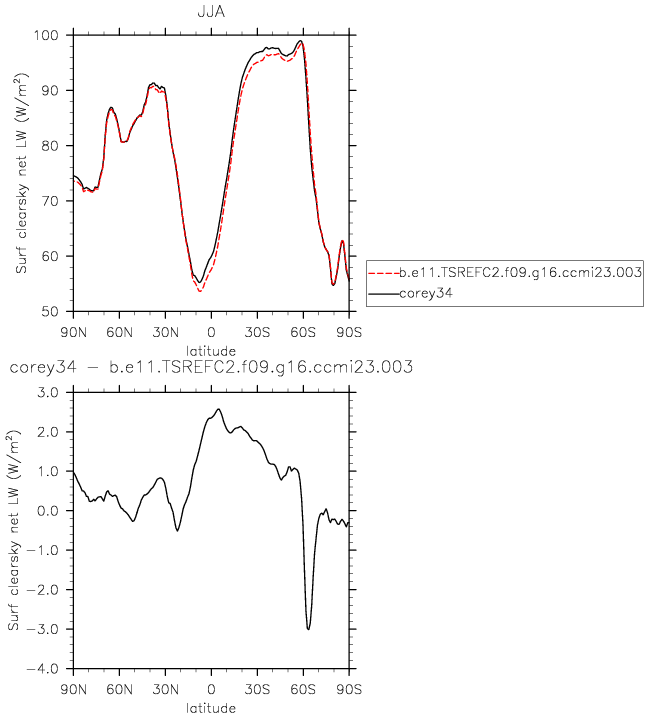 JJA
100
90
80
70
60
50
Surf clearsky net LW (W/m²)
90N 60N 30N 0 30S 60S 90S
latitude
b.e11.TSREFC2.f09.g16.ccmi23.003
corey34
corey34 − b.e11.TSREFC2.f09.g16.ccmi23.003
3.0
2.0
1.0
0.0
−1.0
−2.0
−3.0
−4.0
Surf clearsky net LW (W/m²)
90N 60N 30N 0 30S 60S 90S
latitude